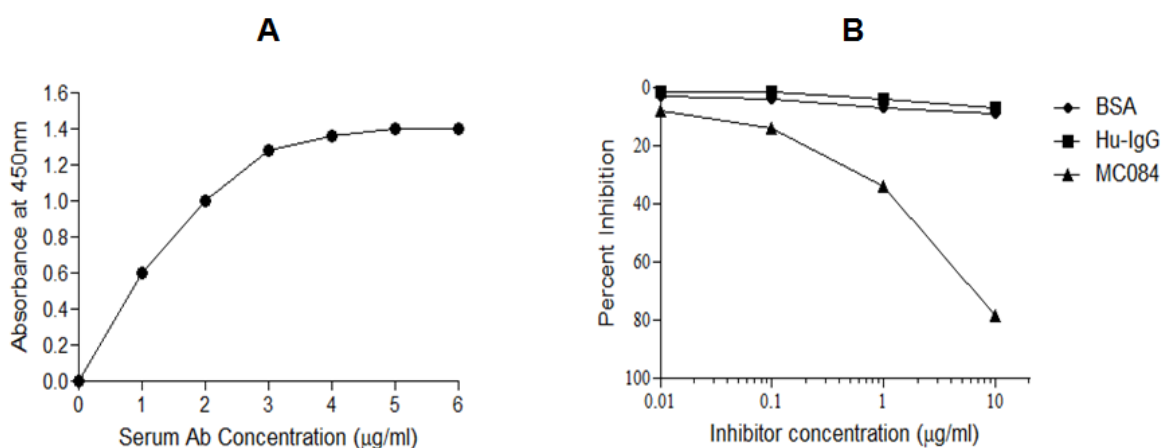 A
1.6
1.4
1.2
1.0
0.8
0.6
0.4
0.2
0.0
0 1 2 3 4 5 6
Absorbance at 450nm
Serum Ab Concentration (µg/ml)
B
0
20
40
60
80
100
0.01 0.1 1 10
Percent Inhibition
Inhibitor concentration (µg/ml)
BSA
Hu-IgG
MC084